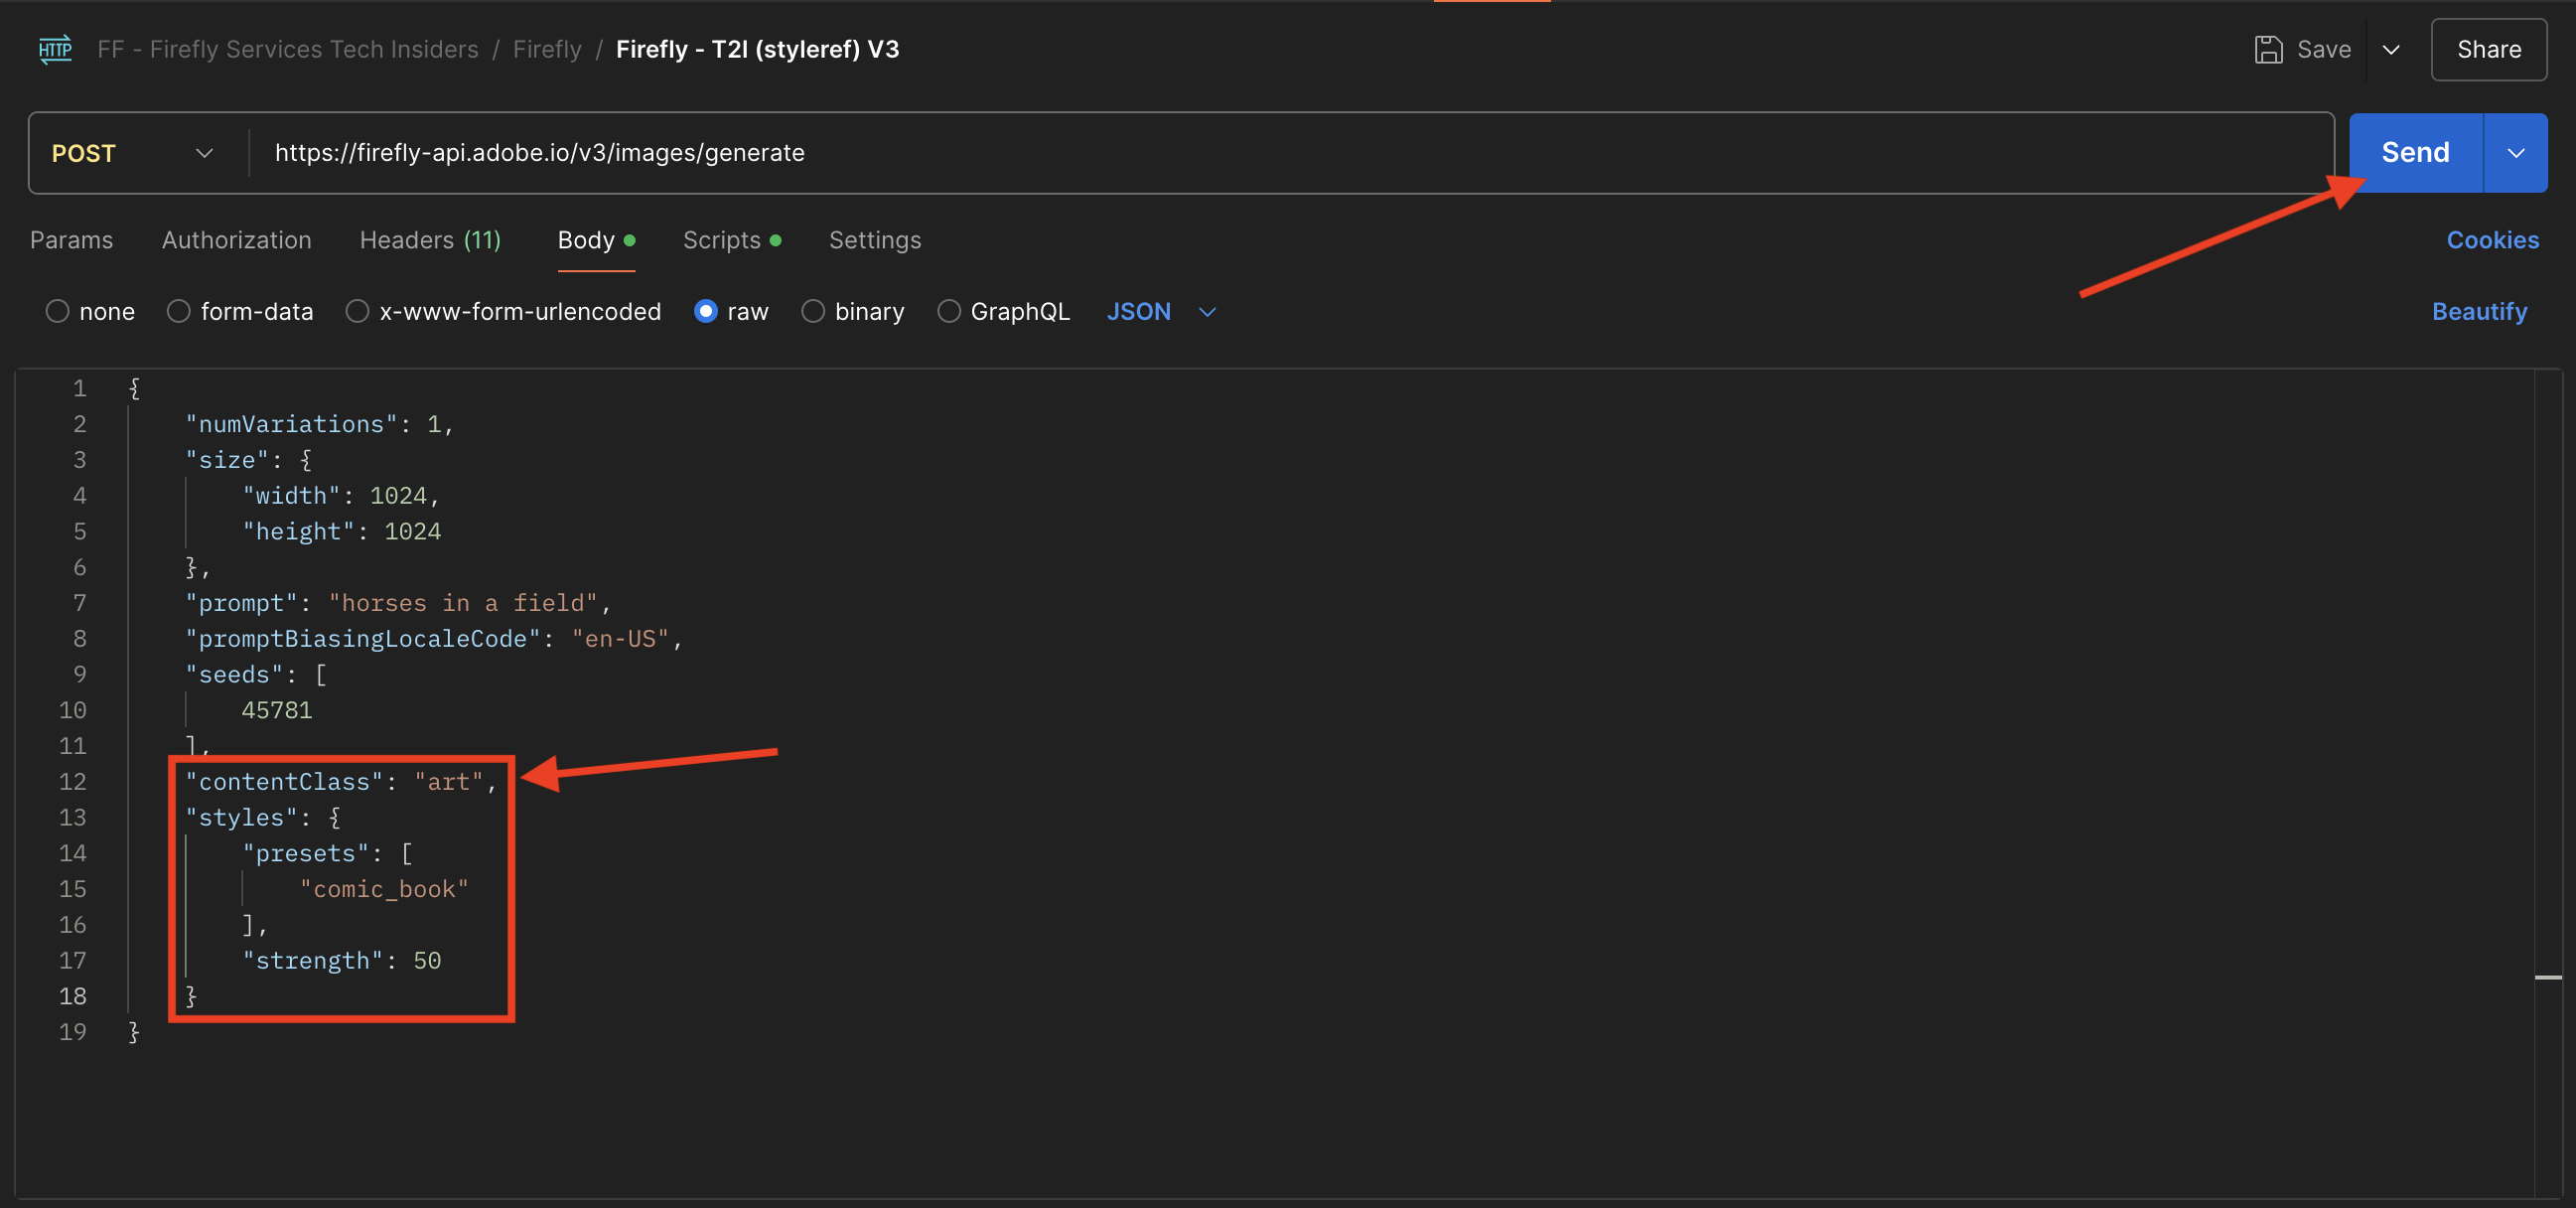 HTTP FF - Firefly Services Tech Insiders / Firefly / Firefly - T2I (styleref) V3 Save Share
POST https://firefly-api.adobe.io/v3/images/generate Send
Params Authorization Headers (11) Body Scripts Settings Cookies
none form-data x-www-form-urlencoded raw binary GraphQL JSON Beautify
1 {
2 "numVariations": 1,
3 "size": {
4 "width": 1024,
5 "height": 1024
6 },
7 "prompt": "horses in a field",
8 "promptBiasingLocaleCode": "en-US",
9 "seeds": [
10 45781
11 ],
12 "contentClass": "art",
13 "styles": {
14 "presets": [
15 "comic_book"
16 ],
17 "strength": 50
18 }
19 }